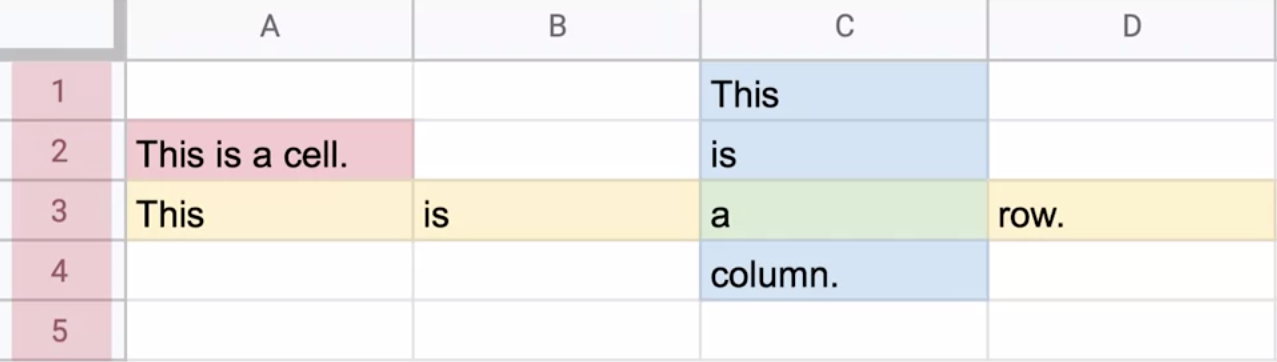 A B C D
1 This
2 This is a cell. is
3 This is a row.
4 column.
5